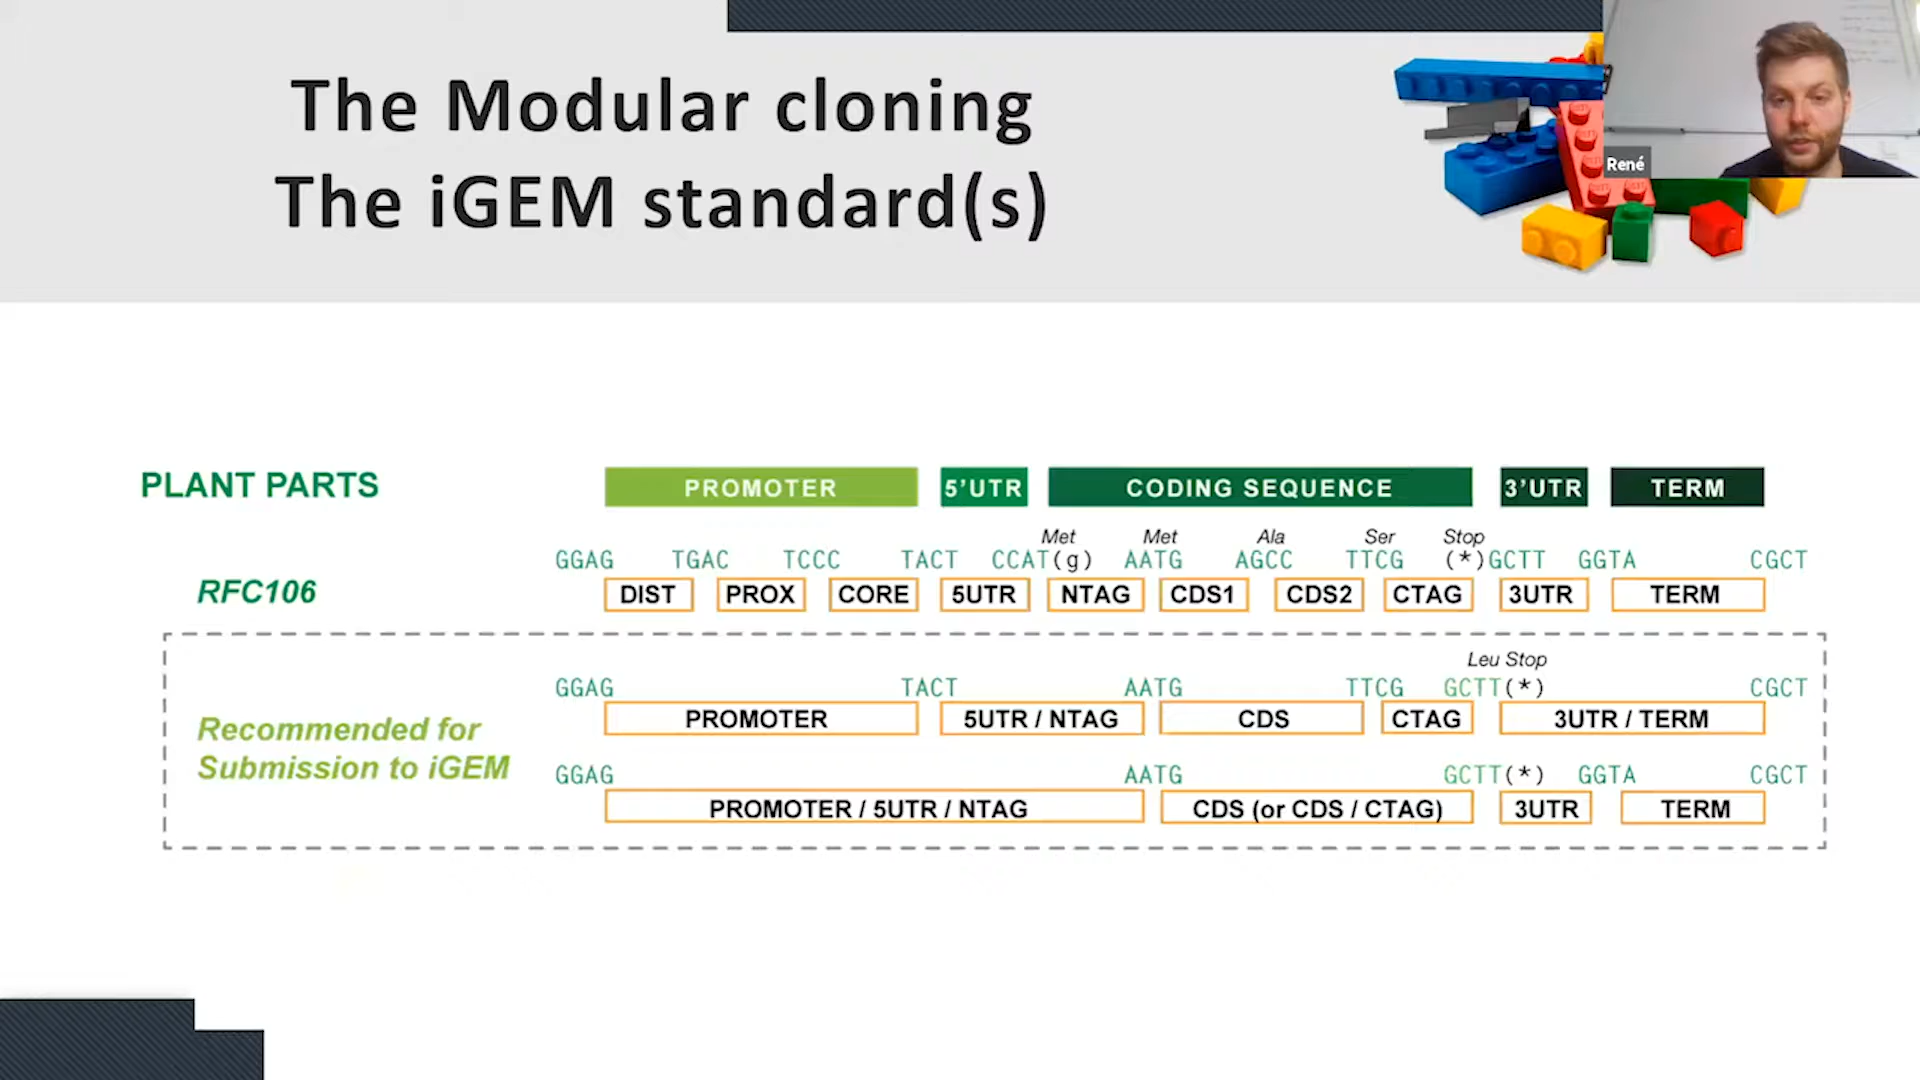 The Modular cloning
The iGEM standard(s)
René
PLANT PARTS
PROMOTER 5'UTR CODING SEQUENCE 3'UTR TERM
Met Met Ala Ser Stop
GGAG TGAC TCCC TACT CCAT(g) AATG AGCC TTCG (*)GCTT GGTA CGCT
RFC106
DIST PROX CORE 5UTR NTAG CDS1 CDS2 CTAG 3UTR TERM
Leu Stop
GGAG TACT AATG TTCG GCTT(*) CGCT
PROMOTER 5UTR / NTAG CDS CTAG 3UTR / TERM
Recommended for
Submission to iGEM
GGAG AATG GCTT(*) GGTA CGCT
PROMOTER / 5UTR / NTAG CDS (or CDS / CTAG) 3UTR TERM